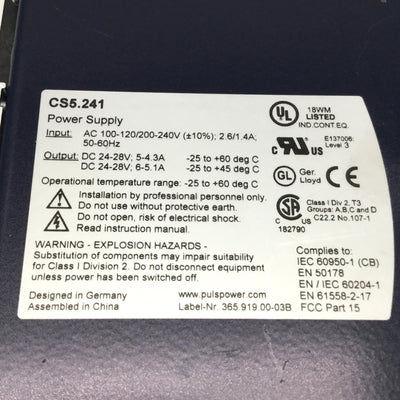 CS5.241
Power Supply
Input: AC 100-120/200-240V (±10%); 2.6/1.4A;
50-60Hz
Output: DC 24-28V; 5-4.3A -25 to +60 deg C
DC 24-28V; 6-5.1A -25 to +45 deg C
Operational temperature range: -25 to +60 deg C
Installation by professional personnel only.
Do not use without earth protection.
Do not open, risk of electrical shock.
Read instruction manual.
WARNING - EXPLOSION HAZARDS -
Substitution of components may impair suitability
for Class I Division 2. Do not disconnect equipment
unless power has been switched off.
Designed in Germany www.pulspower.com
Assembled in China Label-Nr. 365.919.00-03B
UL 18WM
LISTED
IND.CONT.EQ.
c UR US E137006:
Level 3
GL Ger.
Lloyd CE
SA Class I Div 2, T3
Groups: A,B,C and D
C22.2 No.107-1
182790
Complies to:
IEC 60950-1 (CB)
EN 50178
EN / IEC 60204-1
EN 61558-2-17
FCC Part 15